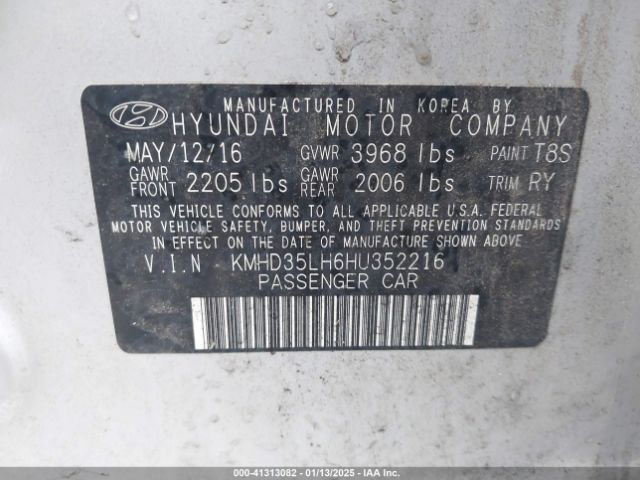 MANUFACTURED IN KOREA BY
HYUNDAI MOTOR COMPANY
MAY/12/16 GVWR 3968 lbs PAINT T8S
GAWR FRONT 2205 lbs GAWR REAR 2006 lbs TRIM RY
THIS VEHICLE CONFORMS TO ALL APPLICABLE U.S.A. FEDERAL
MOTOR VEHICLE SAFETY, BUMPER, AND THEFT PREVENTION STANDARDS
IN EFFECT ON THE DATE OF MANUFACTURE SHOWN ABOVE
V.I.N KMHD35LH6HU352216
PASSENGER CAR
000-41313082 - 01/13/2025 - IAA Inc.